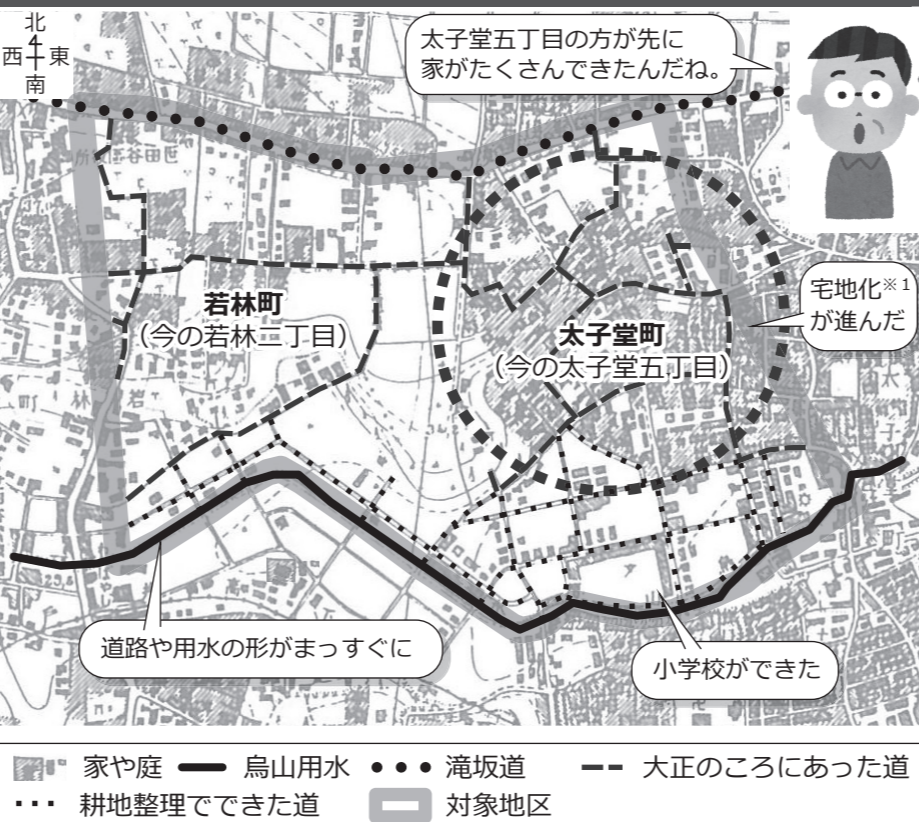 北
西 東
南
太子堂五丁目の方が先に
家がたくさんできたんだね。
若林町
(今の若林二丁目)
太子堂町
(今の太子堂五丁目)
宅地化※1
が進んだ
道路や用水の形がまっすぐに
小学校ができた
家や庭 烏山用水 滝坂道 大正のころにあった道
耕地整理でできた道 対象地区